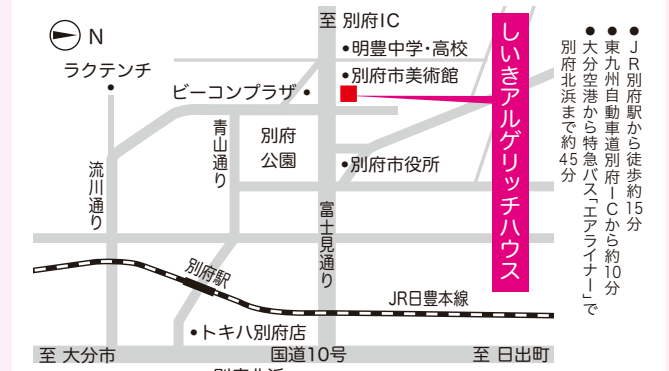 N
至 別府IC
•明豊中学・高校
•別府市美術館
ラクテンチ
ビーコンプラザ •
しいきアルゲリッチハウス
● JR別府駅から徒歩約15分
● 東九州自動車道別府ICから約10分
● 大分空港から特急バス「エアライナー」で
別府北浜まで約45分
青山通り
別府
公園
•別府市役所
流川通り
富士見通り
別府駅
JR日豊本線
•トキハ別府店
至 大分市
国道10号
至 日出町